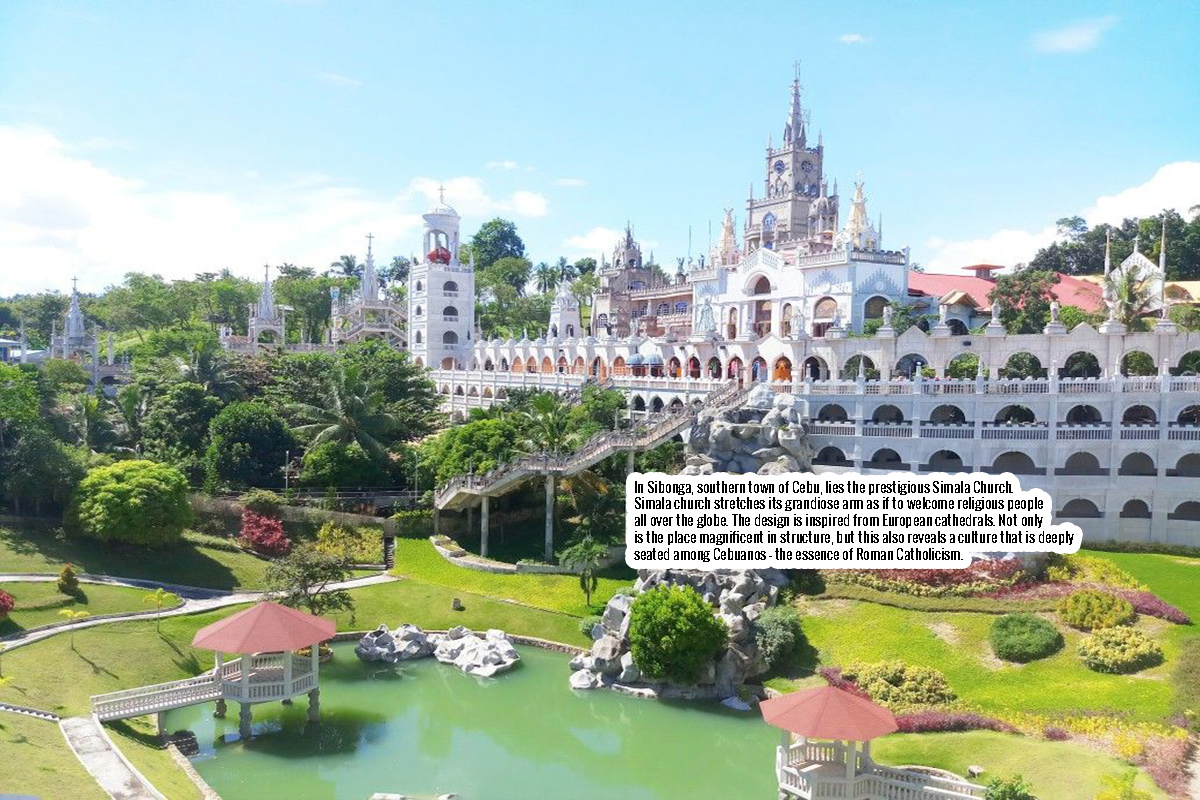 In Sibonga, southern town of Cebu, lies the prestigious Simala Church.
Simala church stretches its grandiose arm as if to welcome religious people
all over the globe. The design is inspired from European cathedrals. Not only
is the place magnificent in structure, but this also reveals a culture that is deeply
seated among Cebuanos - the essence of Roman Catholicism.